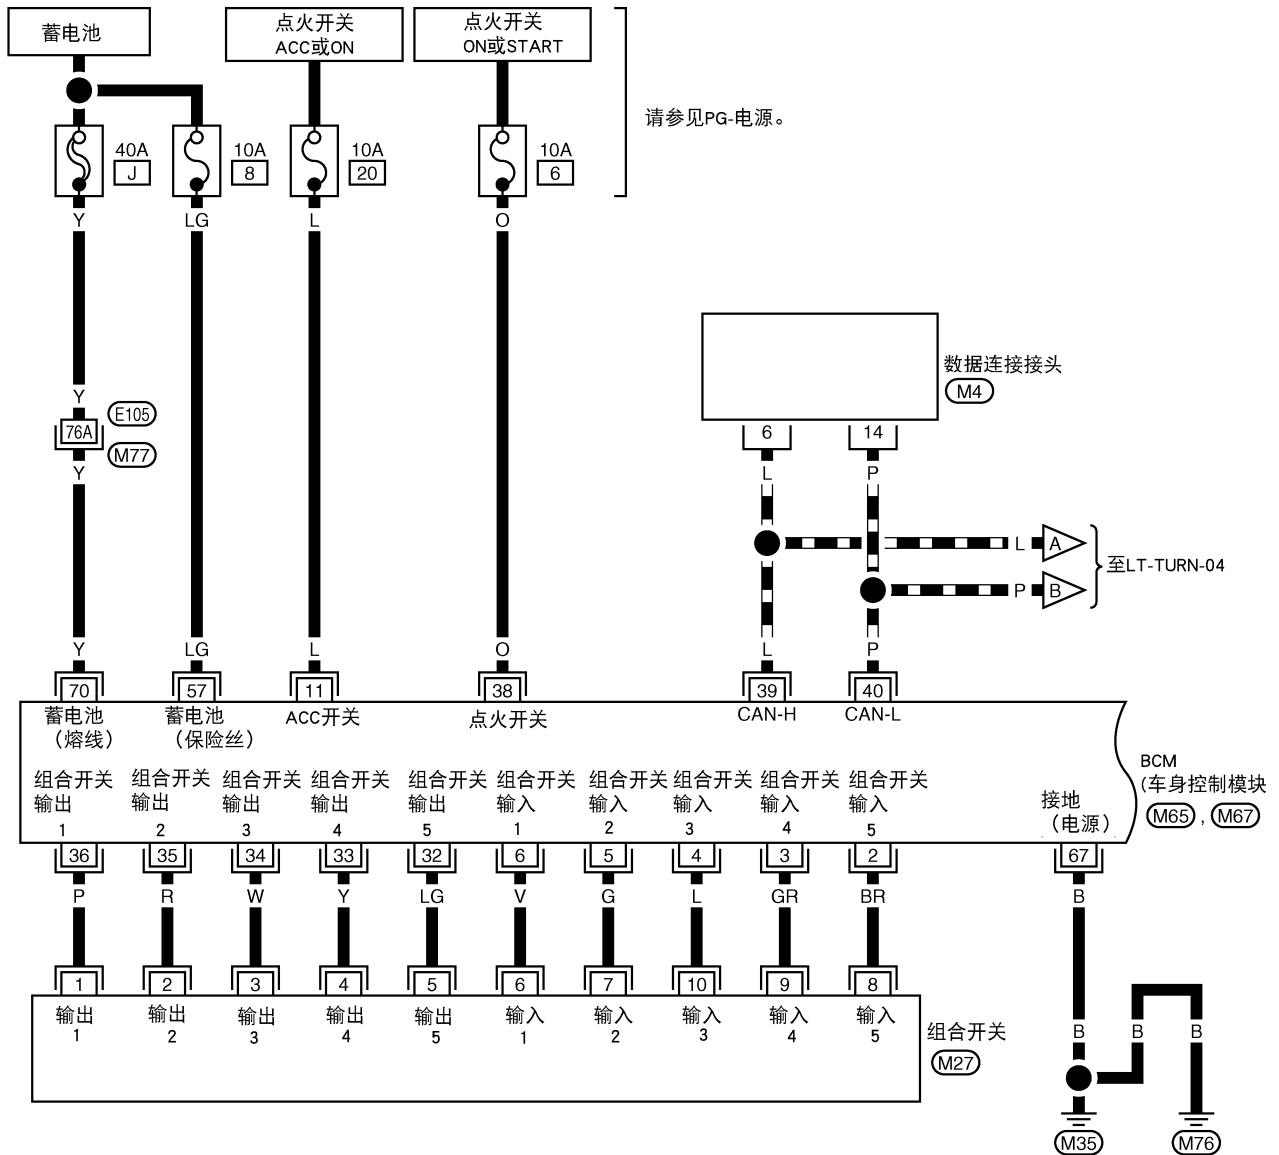 蓄电池
点火开关
ACC或ON
点火开关
ON或START
请参见PG-电源。
40A
J
10A
8
10A
20
10A
6
Y
LG
L
O
Y
E105
76A
M77
Y
数据连接接头
M4
6
14
L
P
L
A
至LT-TURN-04
P
B
Y
LG
L
O
L
P
70
57
11
38
39
40
蓄电池
（熔线）
蓄电池
（保险丝）
ACC开关
点火开关
CAN-H
CAN-L
BCM
(车身控制模块
M65 , M67
组合开关
输出
1
组合开关
输出
2
组合开关
输出
3
组合开关
输出
4
组合开关
输出
5
组合开关
输入
1
组合开关
输入
2
组合开关
输入
3
组合开关
输入
4
组合开关
输入
5
接地
（电源）
36
35
34
33
32
6
5
4
3
2
67
P
R
W
Y
LG
V
G
L
GR
BR
B
1
2
3
4
5
6
7
10
9
8
输出
1
输出
2
输出
3
输出
4
输出
5
输入
1
输入
2
输入
3
输入
4
输入
5
组合开关
M27
B
B
B
M35
M76